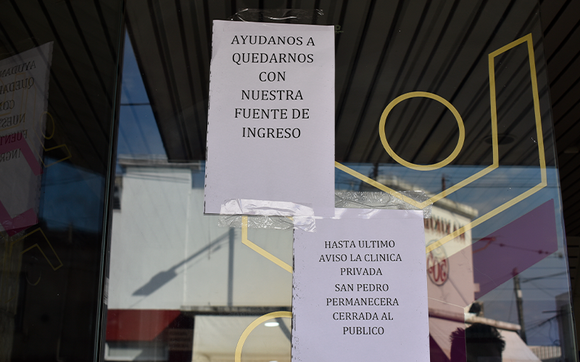 AYUDANOS A
QUEDARNOS
CON
NUESTRA
FUENTE DE
INGRESO
HASTA ULTIMO
AVISO LA CLINICA
PRIVADA
SAN PEDRO
PERMANECERA
CERRADA AL
PUBLICO